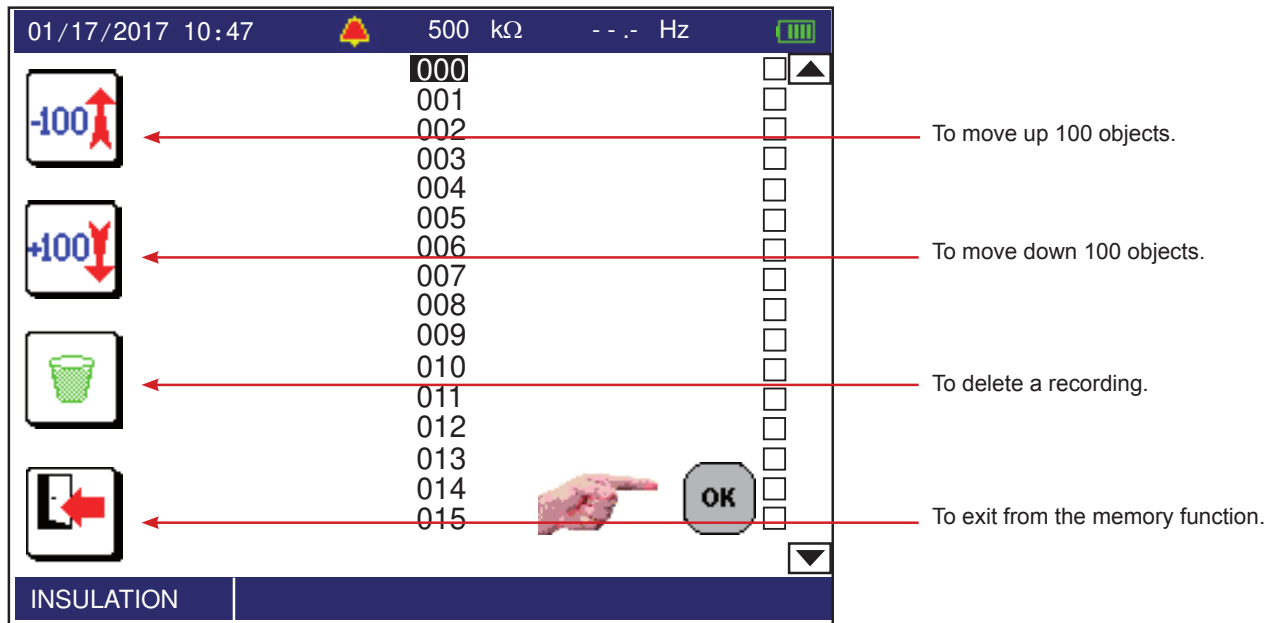 01/17/2017 10:47 500 kΩ - - .- Hz
-100
+100
000
001
002
003
004
005
006
007
008
009
010
011
012
013
014
015
OK
INSULATION
To move up 100 objects.
To move down 100 objects.
To delete a recording.
To exit from the memory function.